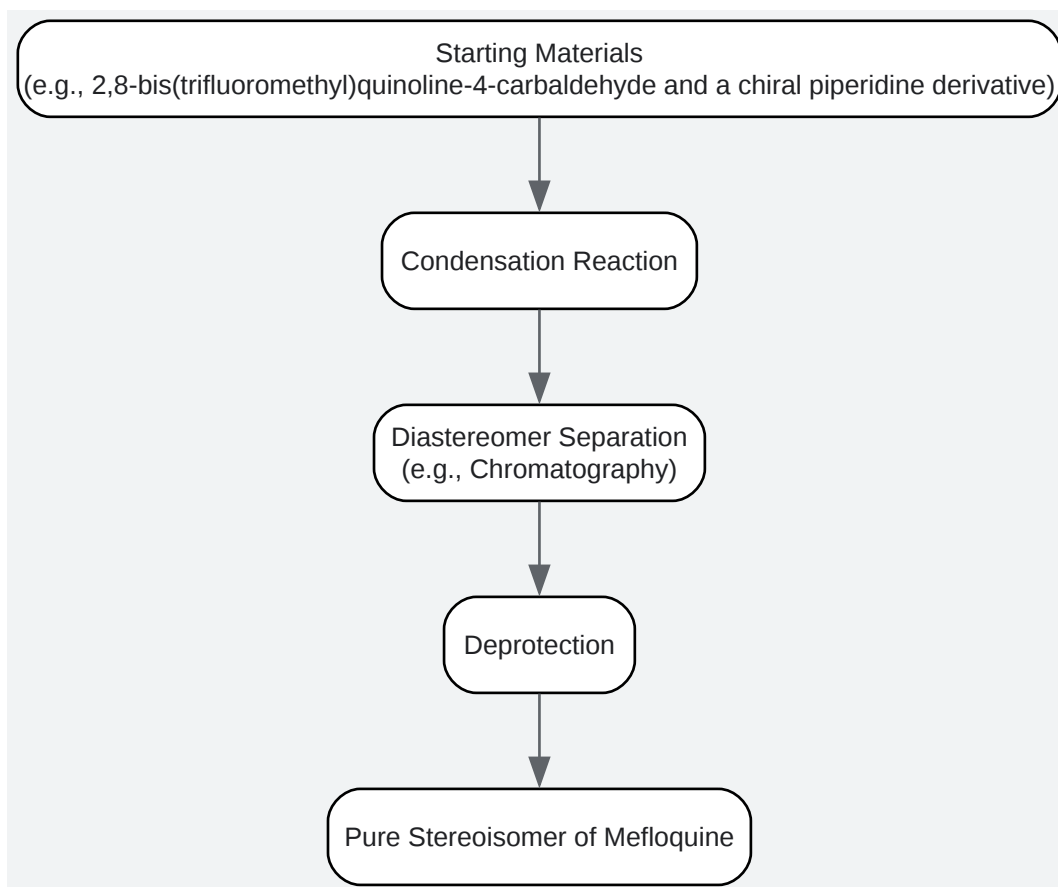 Starting Materials
(e.g., 2,8-bis(trifluoromethyl)quinoline-4-carbaldehyde and a chiral piperidine derivative)
Condensation Reaction
Diastereomer Separation
(e.g., Chromatography)
Deprotection
Pure Stereoisomer of Mefloquine